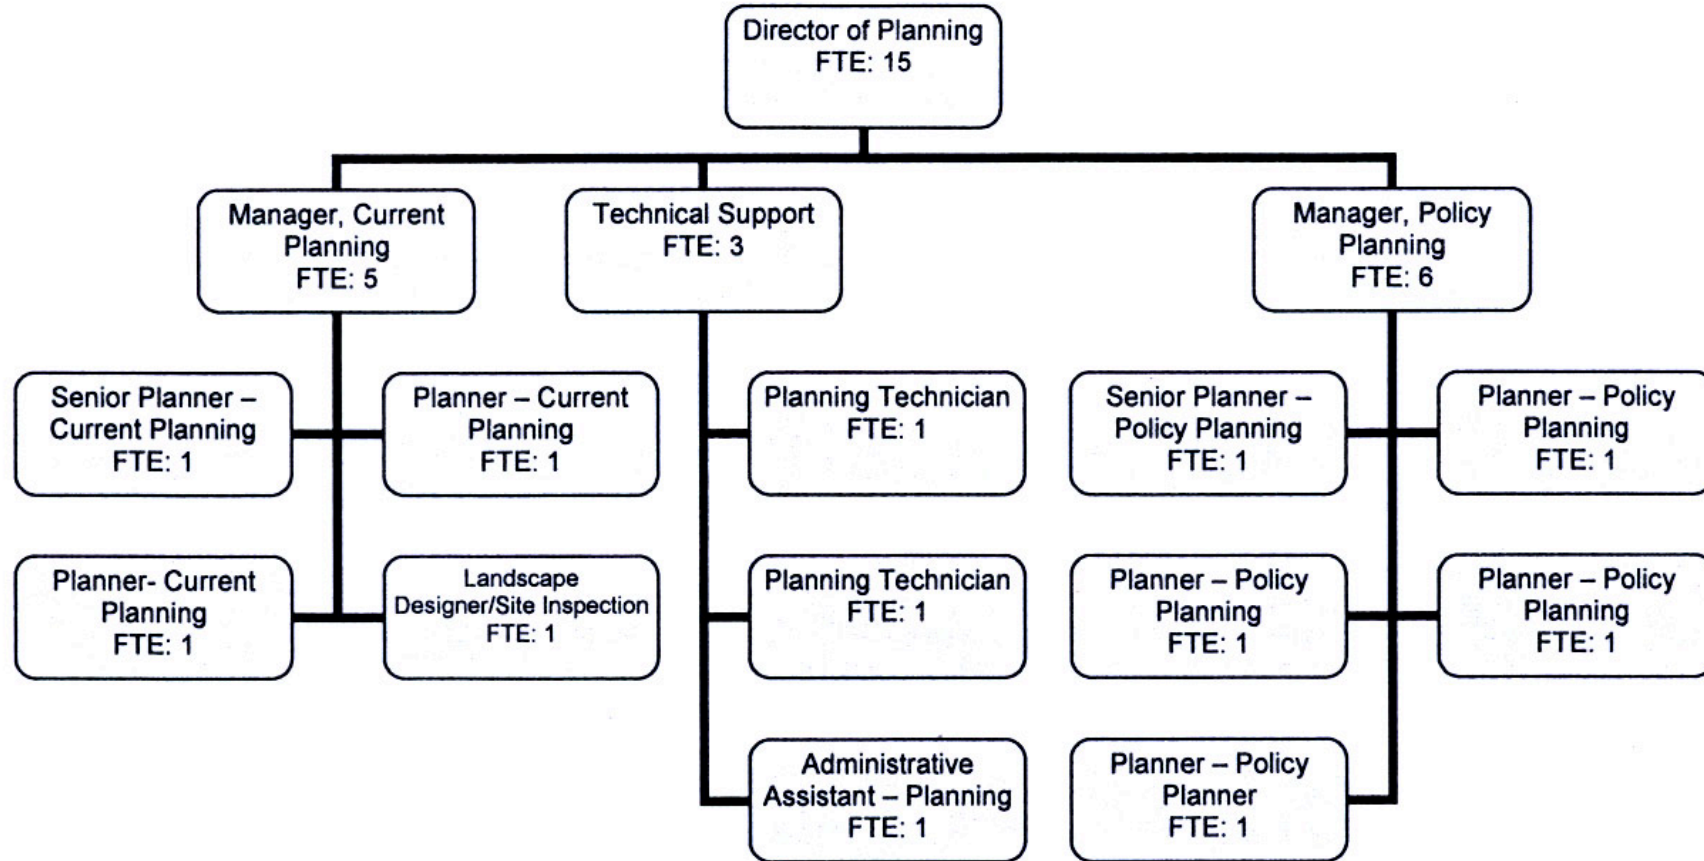 Director of Planning
FTE: 15
Manager, Current
Planning
FTE: 5
Technical Support
FTE: 3
Manager, Policy
Planning
FTE: 6
Senior Planner –
Current Planning
FTE: 1
Planner – Current
Planning
FTE: 1
Planning Technician
FTE: 1
Senior Planner –
Policy Planning
FTE: 1
Planner – Policy
Planning
FTE: 1
Planner- Current
Planning
FTE: 1
Landscape
Designer/Site Inspection
FTE: 1
Planning Technician
FTE: 1
Planner – Policy
Planning
FTE: 1
Planner – Policy
Planning
FTE: 1
Administrative
Assistant – Planning
FTE: 1
Planner – Policy
Planner
FTE: 1